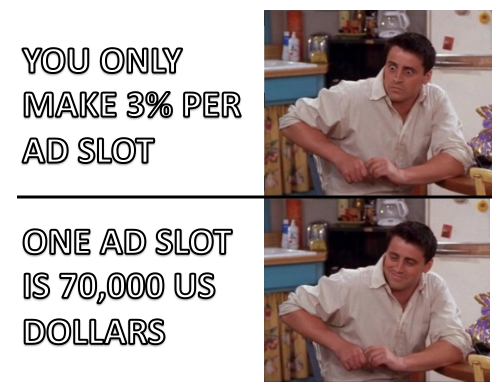 YOU ONLY
MAKE 3% PER
AD SLOT
ONE AD SLOT
IS 70,000 US
DOLLARS